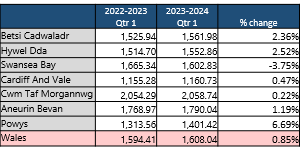 2022-2023 2023-2024
Qtr 1 Qtr 1 % change
Betsi Cadwaladr 1,525.94 1,561.98 2.36%
Hywel Dda 1,514.70 1,552.86 2.52%
Swansea Bay 1,665.34 1,602.83 -3.75%
Cardiff And Vale 1,155.28 1,160.73 0.47%
Cwm Taf Morgannwg 2,054.29 2,058.74 0.22%
Aneurin Bevan 1,768.97 1,790.04 1.19%
Powys 1,313.56 1,401.42 6.69%
Wales 1,594.41 1,608.04 0.85%